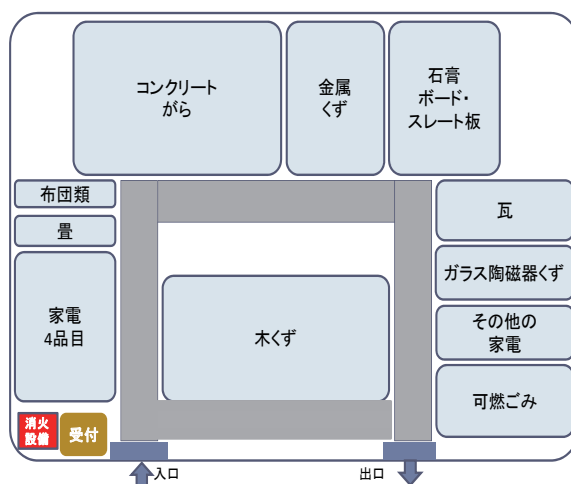 コンクリート
がら
金属
くず
石膏
ボード・
スレート板
布団類
畳
家電
4品目
木くず
瓦
ガラス陶磁器くず
その他の
家電
可燃ごみ
消火
設備
受付
入口
出口